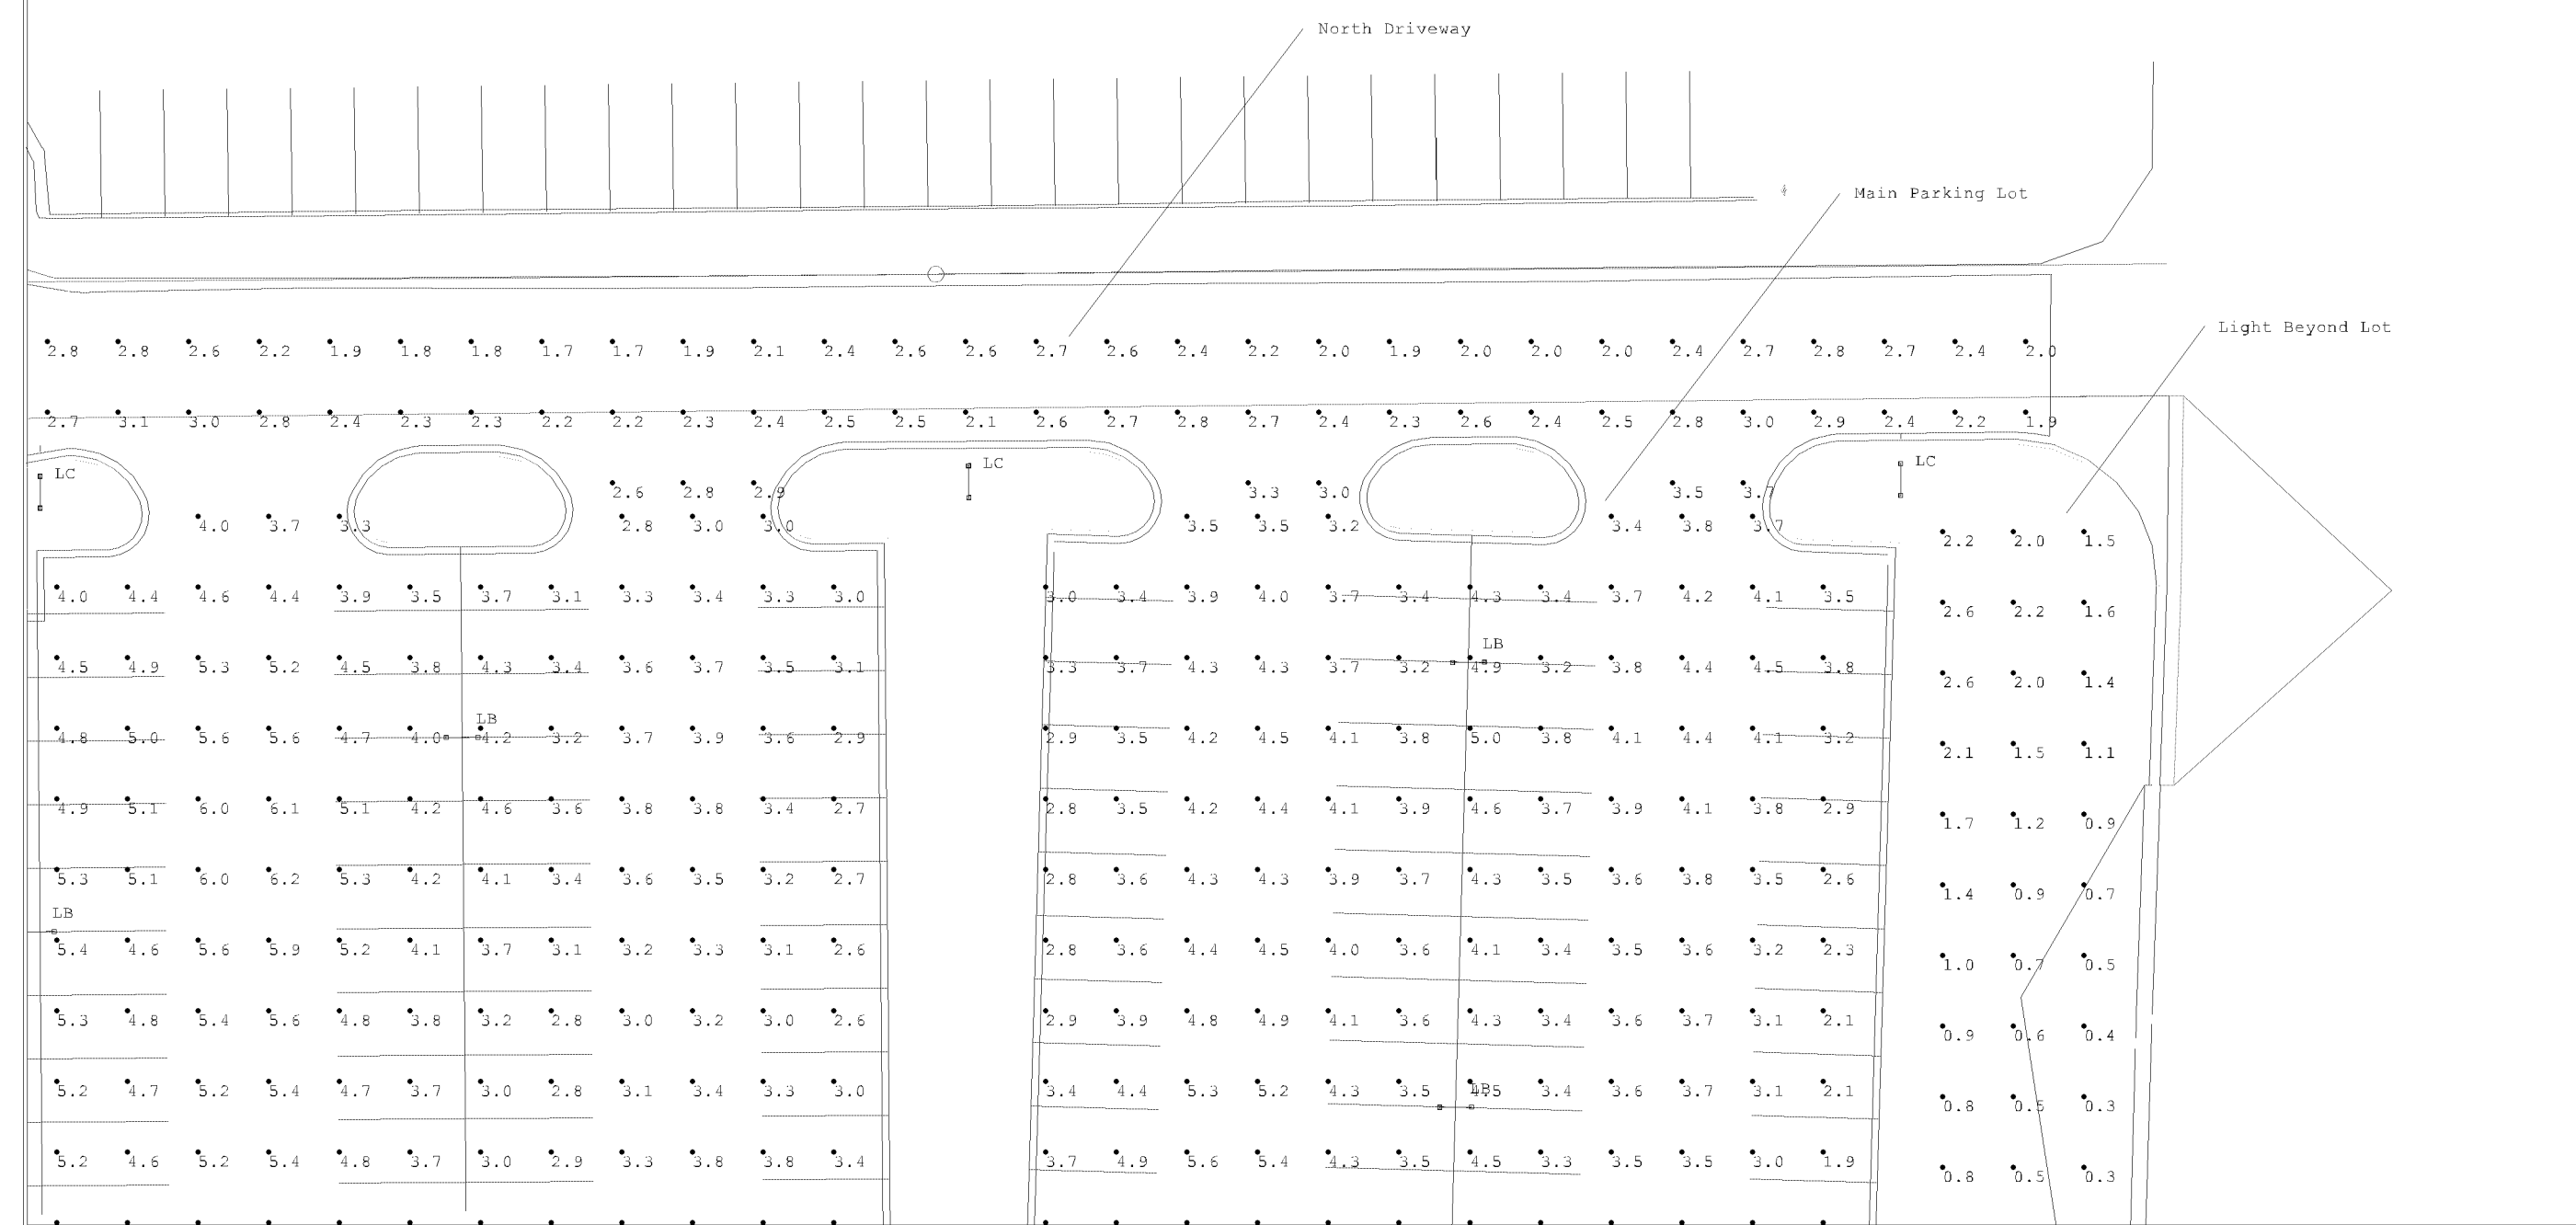 North Driveway
Main Parking Lot
Light Beyond Lot
2.8 2.8 2.6 2.2 1.9 1.8 1.8 1.7 1.7 1.9 2.1 2.4 2.6 2.6 2.7 2.6 2.4 2.2 2.0 1.9 2.0 2.0 2.0 2.4 2.7 2.8 2.7 2.4 2.0
2.7 3.1 3.0 2.8 2.4 2.3 2.3 2.2 2.2 2.3 2.4 2.5 2.5 2.1 2.6 2.7 2.8 2.7 2.4 2.3 2.6 2.4 2.5 2.8 3.0 2.9 2.4 2.2 1.9
LC LC LC
2.6 2.8 2.9 3.3 3.0 3.5 3.7
4.0 3.7 3.3 2.8 3.0 3.0 3.5 3.5 3.2 3.4 3.8 3.7
2.2 2.0 1.5
4.0 4.4 4.6 4.4 3.9 3.5 3.7 3.1 3.3 3.4 3.3 3.0 3.0 3.4 3.9 4.0 3.7 3.4 4.3 3.4 3.7 4.2 4.1 3.5
2.6 2.2 1.6
LB
4.5 4.9 5.3 5.2 4.5 3.8 4.3 3.4 3.6 3.7 3.5 3.1 3.3 3.7 4.3 4.3 3.7 3.2 4.9 3.2 3.8 4.4 4.5 3.8
2.6 2.0 1.4
LB
4.8 5.0 5.6 5.6 4.7 4.0 4.2 3.2 3.7 3.9 3.6 2.9 2.9 3.5 4.2 4.5 4.1 3.8 5.0 3.8 4.1 4.4 4.1 3.2
2.1 1.5 1.1
4.9 5.1 6.0 6.1 5.1 4.2 4.6 3.6 3.8 3.8 3.4 2.7 2.8 3.5 4.2 4.4 4.1 3.9 4.6 3.7 3.9 4.1 3.8 2.9
1.7 1.2 0.9
5.3 5.1 6.0 6.2 5.3 4.2 4.1 3.4 3.6 3.5 3.2 2.7 2.8 3.6 4.3 4.3 3.9 3.7 4.3 3.5 3.6 3.8 3.5 2.6
1.4 0.9 0.7
LB
5.4 4.6 5.6 5.9 5.2 4.1 3.7 3.1 3.2 3.3 3.1 2.6 2.8 3.6 4.4 4.5 4.0 3.6 4.1 3.4 3.5 3.6 3.2 2.3
1.0 0.7 0.5
5.3 4.8 5.4 5.6 4.8 3.8 3.2 2.8 3.0 3.2 3.0 2.6 2.9 3.9 4.8 4.9 4.1 3.6 4.3 3.4 3.6 3.7 3.1 2.1
0.9 0.6 0.4
LB
5.2 4.7 5.2 5.4 4.7 3.7 3.0 2.8 3.1 3.4 3.3 3.0 3.4 4.4 5.3 5.2 4.3 3.5 4.5 3.4 3.6 3.7 3.1 2.1
0.8 0.5 0.3
5.2 4.6 5.2 5.4 4.8 3.7 3.0 2.9 3.3 3.8 3.8 3.4 3.7 4.9 5.6 5.4 4.3 3.5 4.5 3.3 3.5 3.5 3.0 1.9
0.8 0.5 0.3